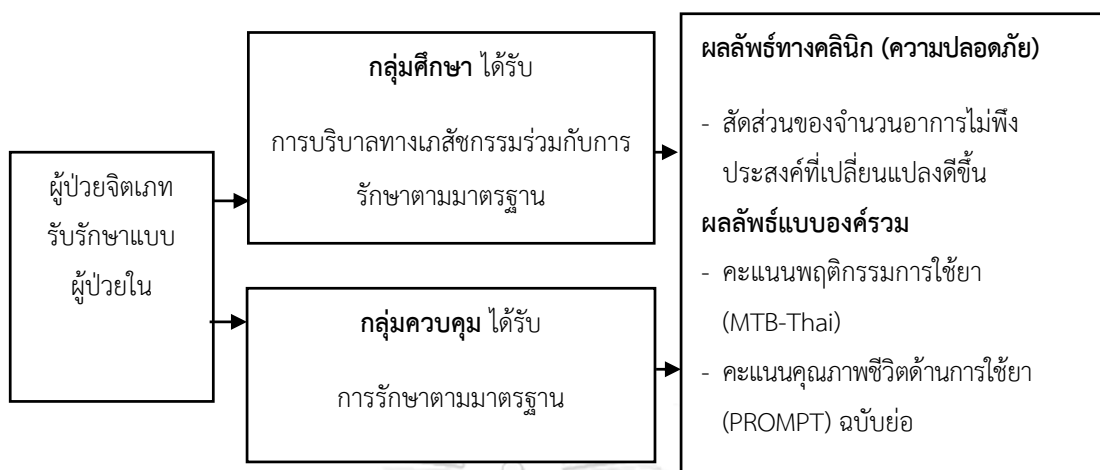 ผู้ป่วยจิตเภท
รับรักษาแบบ
ผู้ป่วยใน
กลุ่มศึกษา ได้รับ
การบริบาลทางเภสัชกรรมร่วมกับการ
รักษาตามมาตรฐาน
กลุ่มควบคุม ได้รับ
การรักษาตามมาตรฐาน
ผลลัพธ์ทางคลินิก (ความปลอดภัย)
- สัดส่วนของจำนวนอาการไม่พึง
ประสงค์ที่เปลี่ยนแปลงดีขึ้น
ผลลัพธ์แบบองค์รวม
- คะแนนพฤติกรรมการใช้ยา
(MTB-Thai)
- คะแนนคุณภาพชีวิตด้านการใช้ยา
(PROMPT) ฉบับย่อ